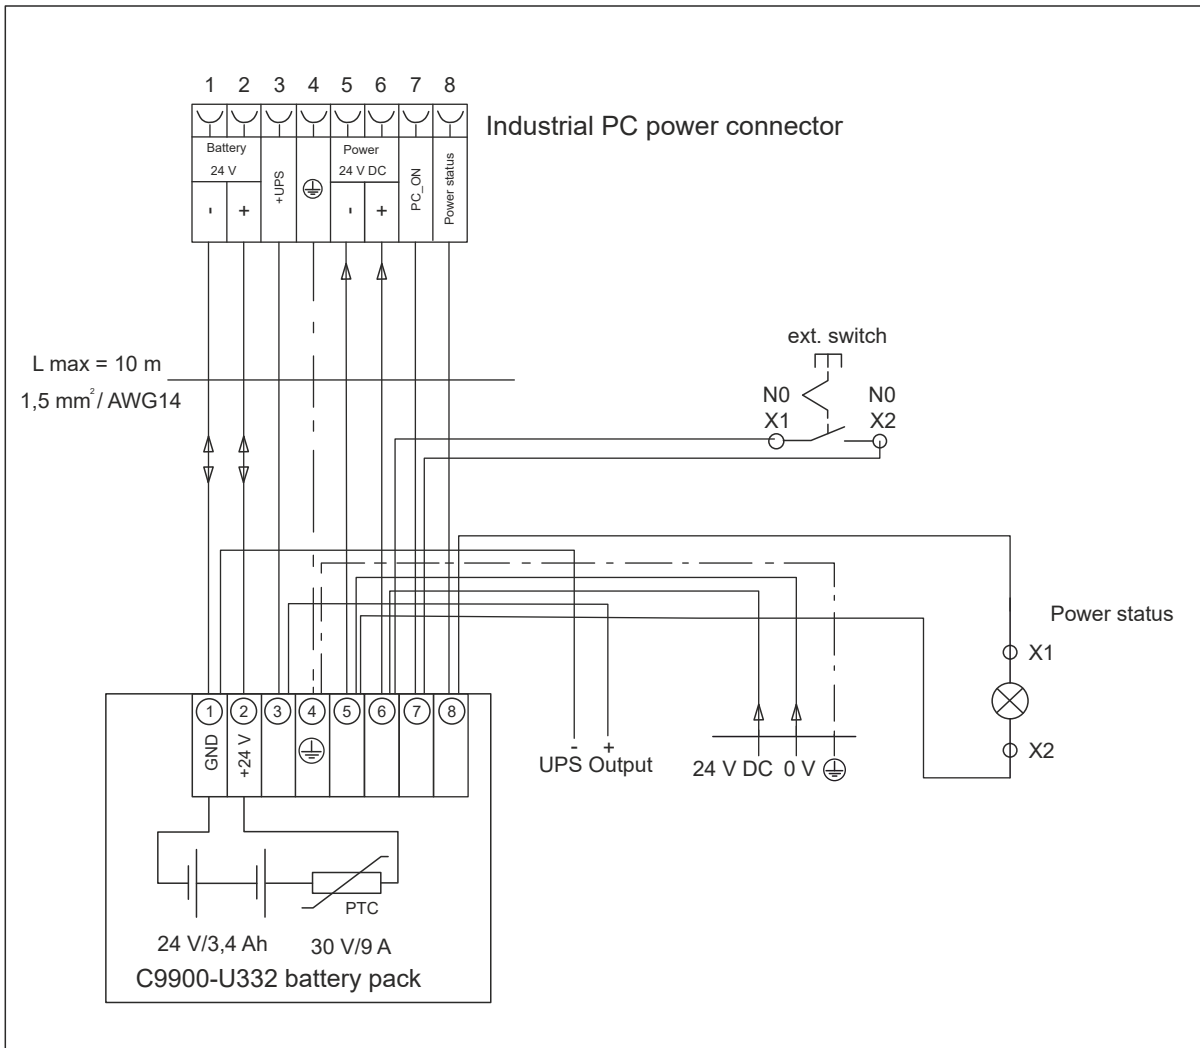 1 2 3 4 5 6 7 8
Industrial PC power connector
Battery
24 V
- +
+UPS
Power
24 V DC
- +
PC_ON
Power status
L max = 10 m
1,5 mm²/ AWG14
ext. switch
N0 N0
X1 X2
Power status
X1
X2
1 2 3 4 5 6 7 8
GND
+24 V
- +
UPS Output
24 V DC 0 V
PTC
24 V/3,4 Ah
30 V/9 A
C9900-U332 battery pack